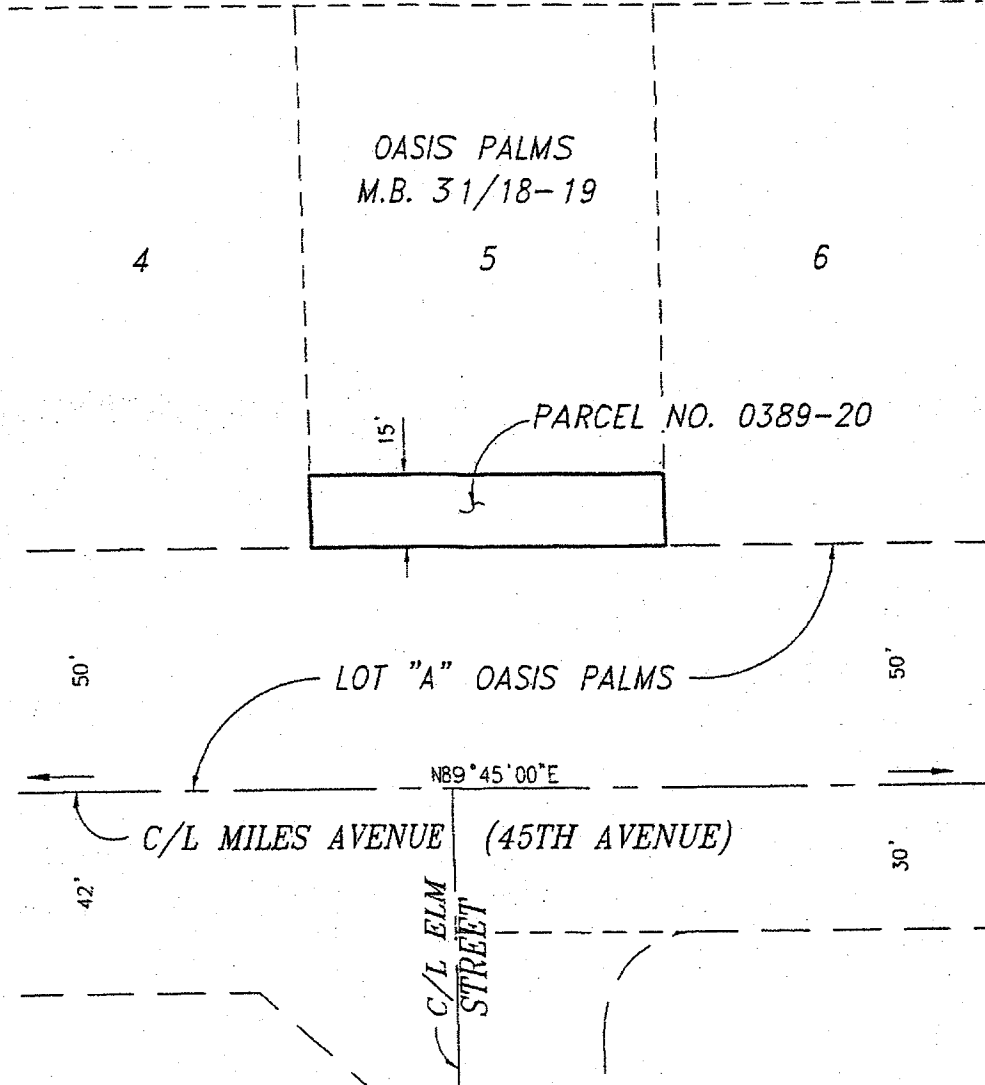 OASIS PALMS
M.B. 31/18-19
4
5
6
15'
PARCEL NO. 0389-20
50'
LOT "A" OASIS PALMS
50'
N89°45'00"E
C/L MILES AVENUE (45TH AVENUE)
42'
30'
C/L ELM
STREET